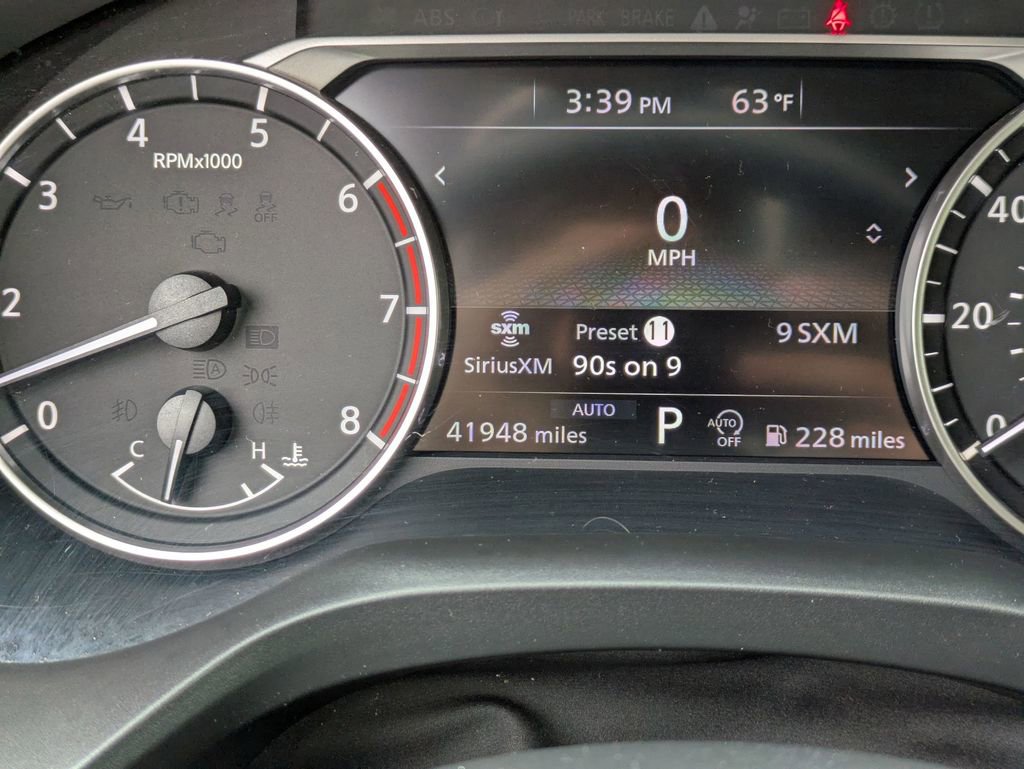 ABS
PARK BRAKE
3:39 PM 63°F
4 5
RPMx1000
3 6
OFF
2 7
0 8
C H
0
MPH
sxm Preset 11 9 SXM
SiriusXM 90s on 9
AUTO
41948 miles P AUTO OFF 228 miles
40
20
0